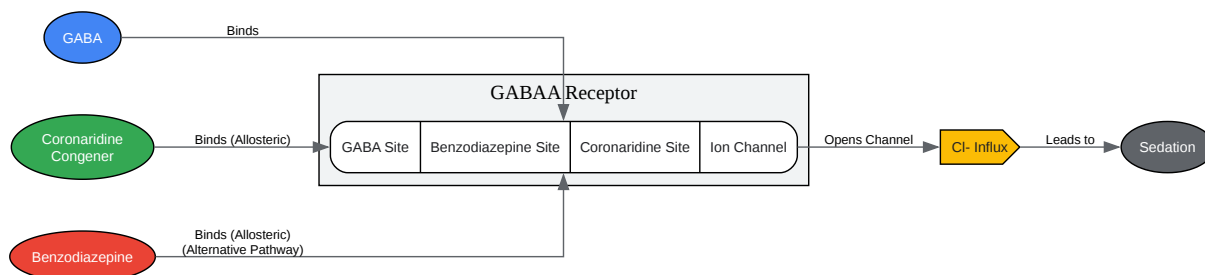 GABA
Binds
GABAA Receptor
Coronaridine
Congener
Binds (Allosteric)
GABA Site
Benzodiazepine Site
Coronaridine Site
Ion Channel
Opens Channel
Cl- Influx
Leads to
Sedation
Binds (Allosteric)
(Alternative Pathway)
Benzodiazepine